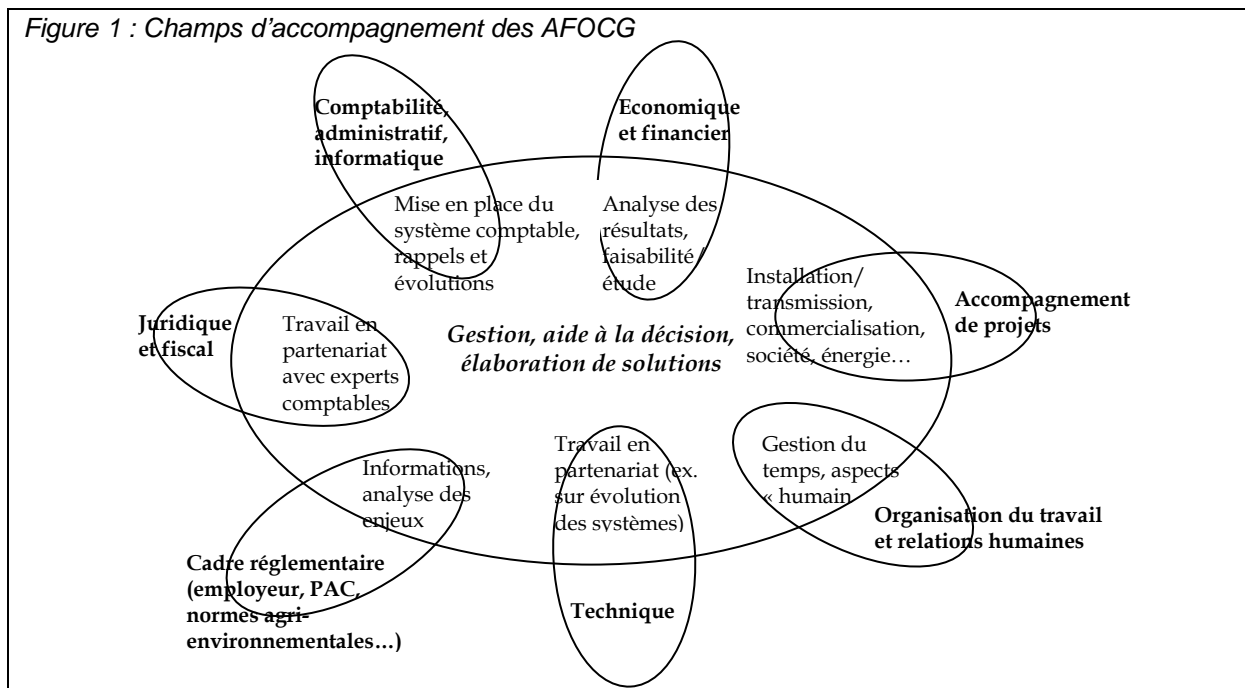 Figure 1 : Champs d'accompagnement des AFOCG
Comptabilité,
administratif,
informatique
Mise en place du
système comptable,
rappels et
évolutions
Economique
et financier
Analyse des
résultats,
faisabilité/
étude
Installation/
transmission,
commercialisation,
société, énergie…
Accompagnement
de projets
Juridique
et fiscal
Travail en
partenariat
avec experts
comptables
Gestion, aide à la décision,
élaboration de solutions
Informations,
analyse des
enjeux
Cadre réglementaire
(employeur, PAC,
normes agri-
environnementales…)
Travail en
partenariat (ex.
sur évolution
des systèmes)
Technique
Gestion du
temps, aspects
« humain
Organisation du travail
et relations humaines